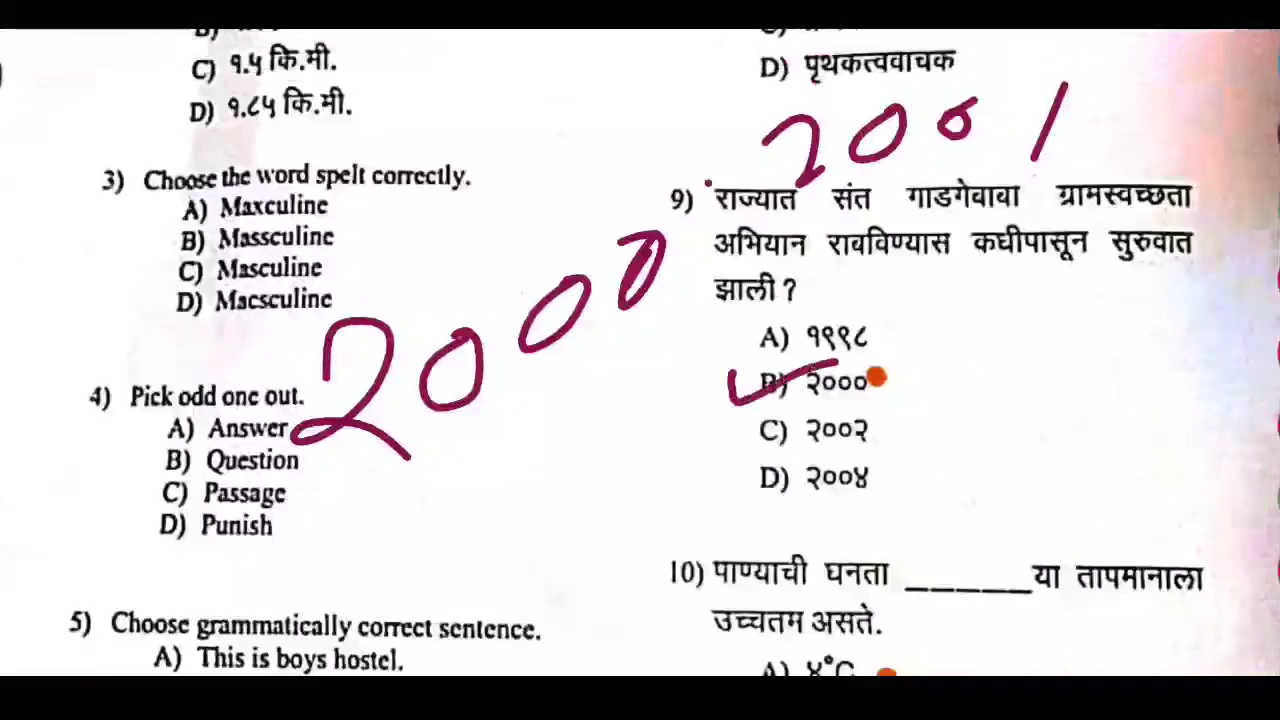 C) १.५ कि.मी.
D) १.८५ कि.मी.
3) Choose the word spelt correctly.
A) Maxculine
B) Massculine
C) Masculine
D) Macsculine
4) Pick odd one out.
A) Answer
B) Question
C) Passage
D) Punish
5) Choose grammatically correct sentence.
A) This is boys hostel.
2000
D) पृथकत्ववाचक
2001
9) राज्यात संत गाडगेबाबा ग्रामस्वच्छता
अभियान राबविण्यास कधीपासून सुरुवात
झाली ?
A) १९९८
B) २०००
C) २००२
D) २००४
10) पाण्याची घनता ______ या तापमानाला
उच्चतम असते.
A) ४°C